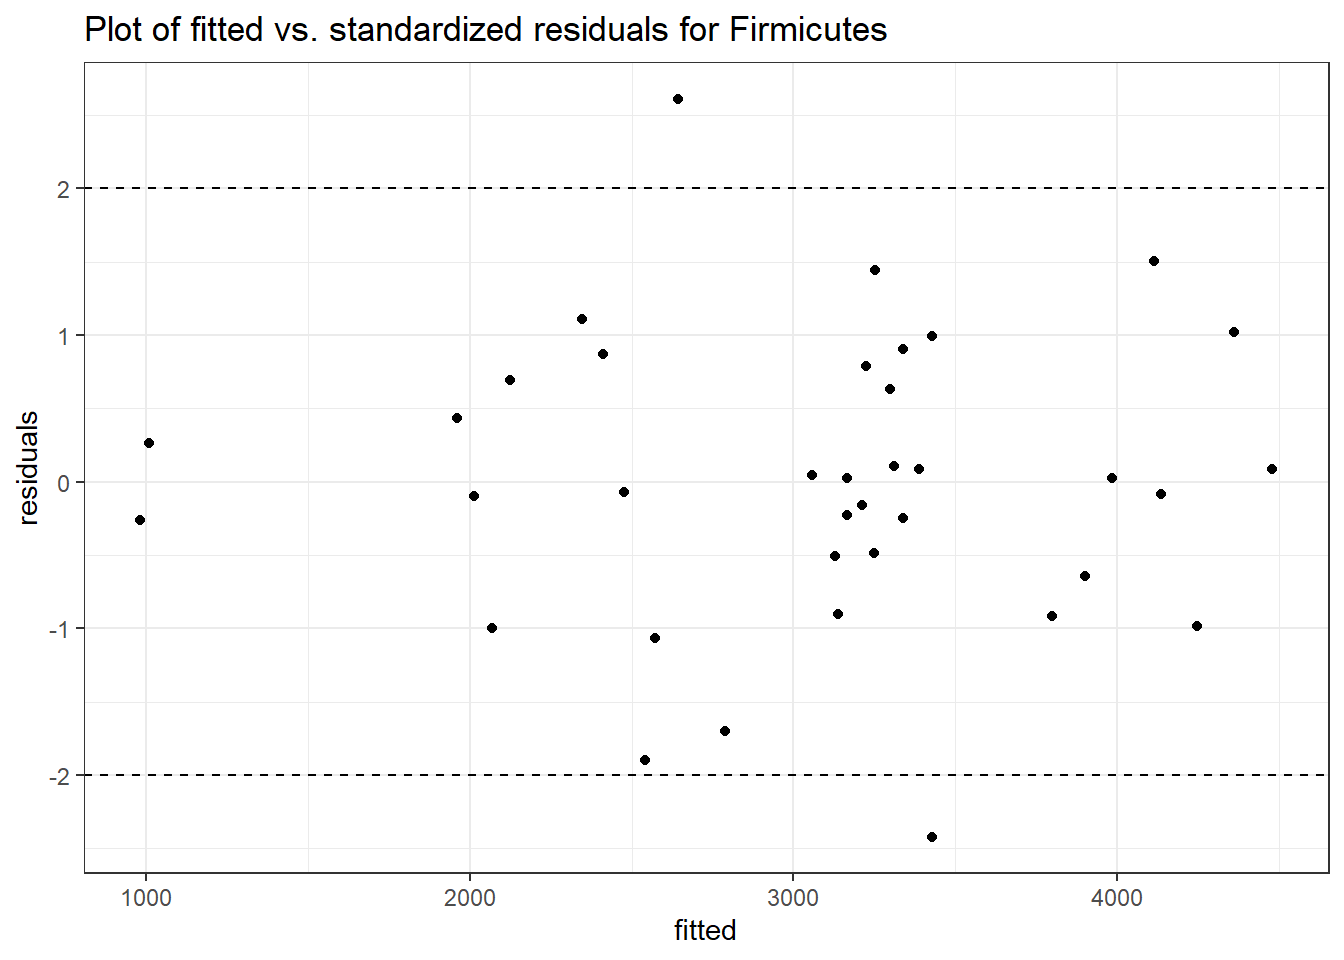 Plot of fitted vs. standardized residuals for Firmicutes
residuals
2
1
0
-1
-2
1000 2000 3000 4000
fitted